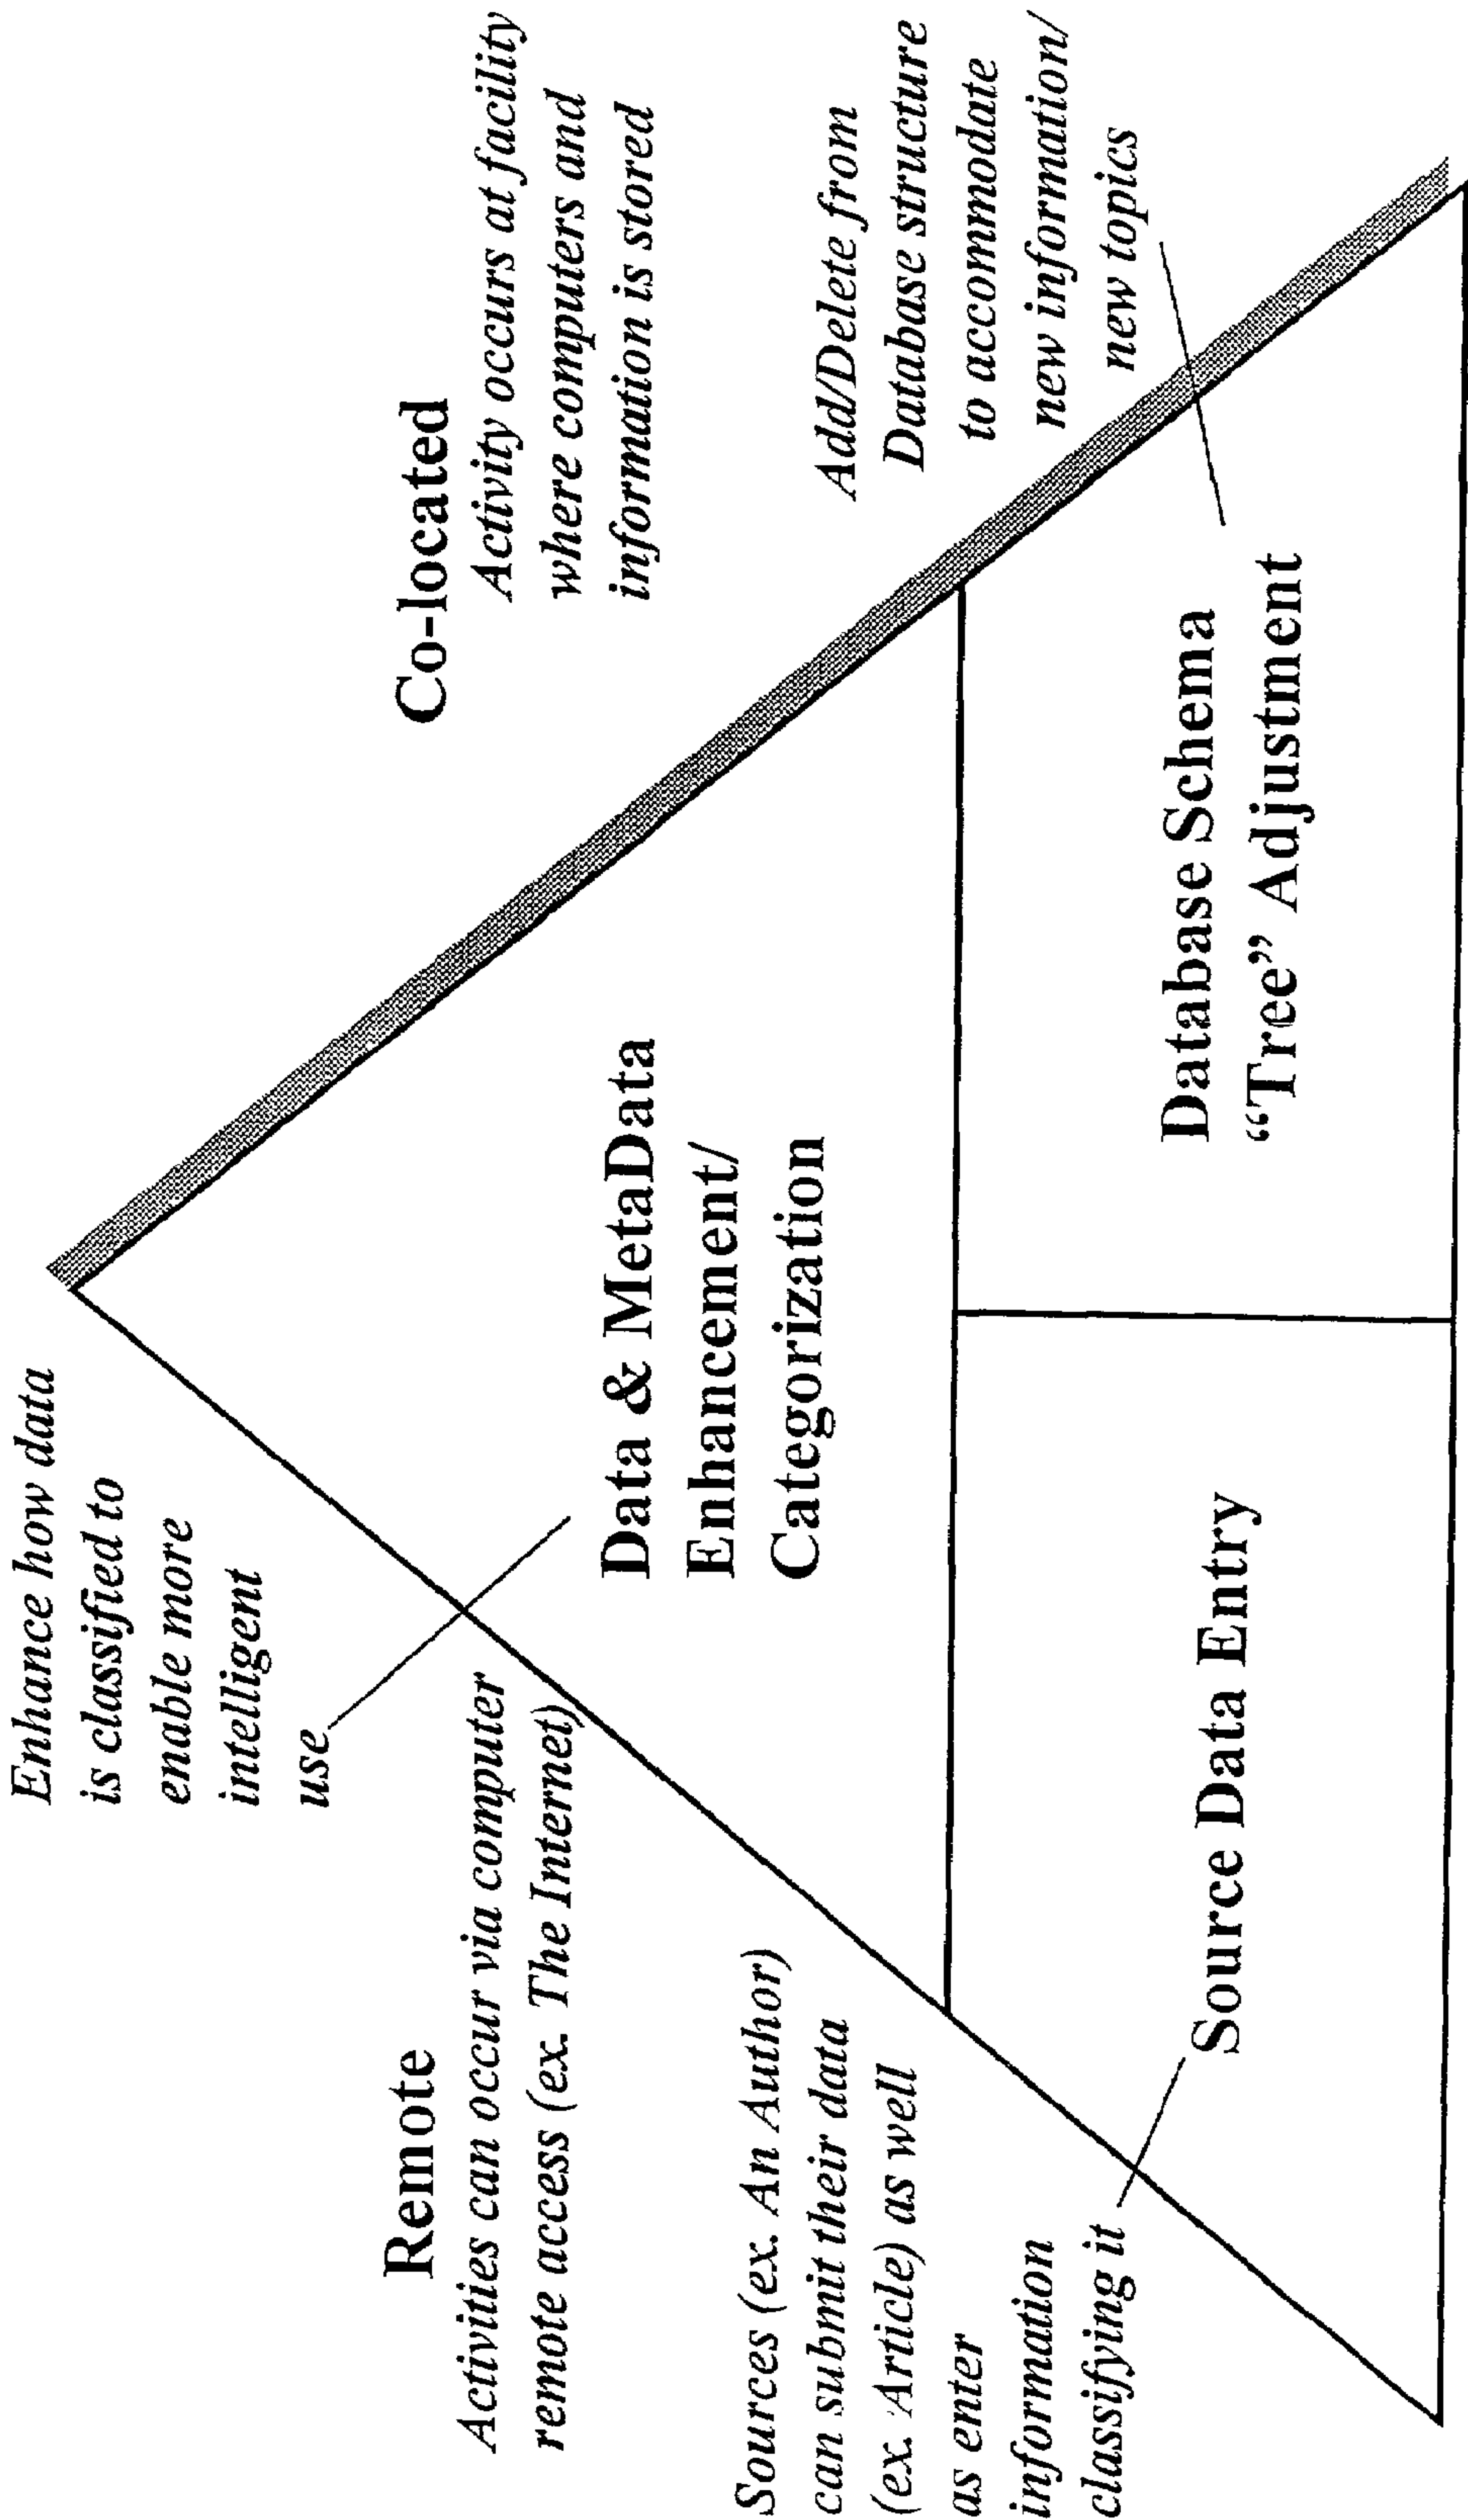 Enhance how data
is classified to
enable more
intelligent
use
Remote
Activities can occur via computer
remote access (ex. The Internet)
Co-located
Activity occurs at facility
where computers and
information is stored
Sources (ex. An Author)
can submit their data
(ex. Article) as well
as enter
information
classifying it
Data & MetaData
Enhancement/
Categorization
Add/Delete from
Database structure
to accommodate
new information/
new topics
Source Data Entry
Database Schema
“Tree” Adjustment